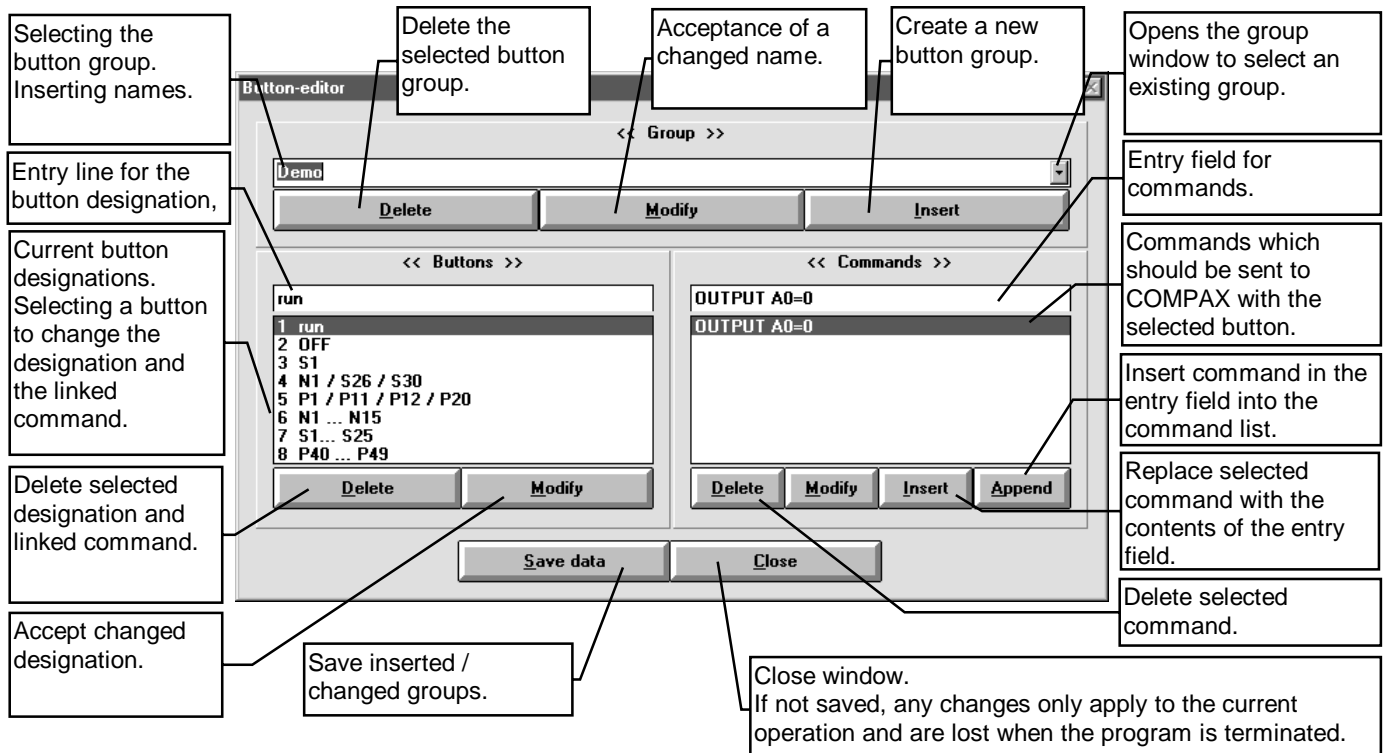 Selecting the
button group.
Inserting names.
Delete the
selected button
group.
Acceptance of a
changed name.
Create a new
button group.
Opens the group
window to select an
existing group.
Button-editor
<< Group >>
Demo
Delete
Modify
Insert
Entry line for the
button designation,
Entry field for
commands.
Current button
designations.
Selecting a button
to change the
designation and
the linked
command.
<< Buttons >>
run
1 run
2 OFF
3 S1
4 N1 / S26 / S30
5 P1 / P11 / P12 / P20
6 N1 ... N15
7 S1... S25
8 P40 ... P49
Delete
Modify
<< Commands >>
OUTPUT A0=0
OUTPUT A0=0
Delete
Modify
Insert
Append
Commands which
should be sent to
COMPAX with the
selected button.
Insert command in the
entry field into the
command list.
Delete selected
designation and
linked command.
Replace selected
command with the
contents of the entry
field.
Save data
Close
Delete selected
command.
Accept changed
designation.
Save inserted /
changed groups.
Close window.
If not saved, any changes only apply to the current
operation and are lost when the program is terminated.